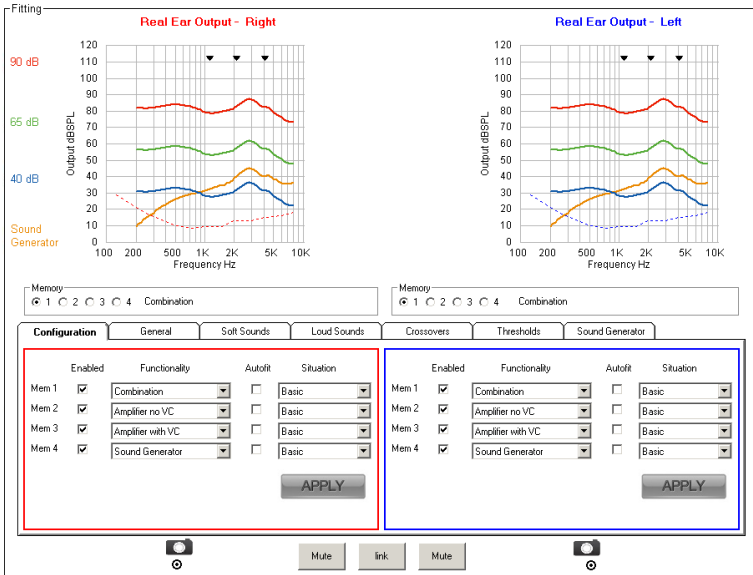 Fitting
Real Ear Output - Right
Real Ear Output - Left
90 dB
65 dB
40 dB
Sound
Generator
Output dBSPL
120
110
100
90
80
70
60
50
40
30
20
10
0
100 200 500 1K 2K 5K 10K
Frequency Hz
Output dBSPL
120
110
100
90
80
70
60
50
40
30
20
10
0
100 200 500 1K 2K 5K 10K
Frequency Hz
Memory
1 2 3 4 Combination
Memory
1 2 3 4 Combination
Configuration General Soft Sounds Loud Sounds Crossovers Thresholds Sound Generator
Enabled Functionality Autofit Situation
Mem 1 Combination Basic
Mem 2 Amplifier no VC Basic
Mem 3 Amplifier with VC Basic
Mem 4 Sound Generator Basic
APPLY
Enabled Functionality Autofit Situation
Mem 1 Combination Basic
Mem 2 Amplifier no VC Basic
Mem 3 Amplifier with VC Basic
Mem 4 Sound Generator Basic
APPLY
Mute link Mute